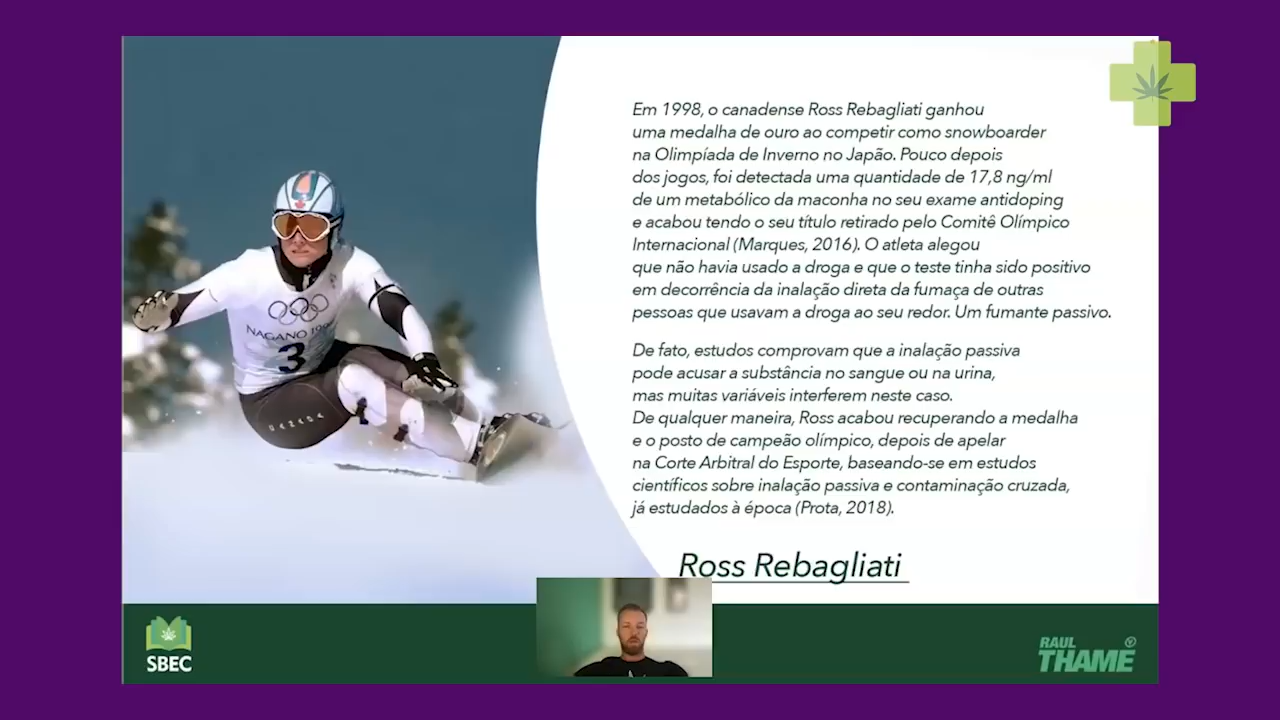 Em 1998, o canadense Ross Rebagliati ganhou
uma medalha de ouro ao competir como snowboarder
na Olimpíada de Inverno no Japão. Pouco depois
dos jogos, foi detectada uma quantidade de 17,8 ng/ml
de um metabólico da maconha no seu exame antidoping
e acabou tendo o seu título retirado pelo Comitê Olímpico
Internacional (Marques, 2016). O atleta alegou
que não havia usado a droga e que o teste tinha sido positivo
em decorrência da inalação direta da fumaça de outras
pessoas que usavam a droga ao seu redor. Um fumante passivo.
De fato, estudos comprovam que a inalação passiva
pode acusar a substância no sangue ou na urina,
mas muitas variáveis interferem neste caso.
De qualquer maneira, Ross acabou recuperando a medalha
e o posto de campeão olímpico, depois de apelar
na Corte Arbitral do Esporte, baseando-se em estudos
científicos sobre inalação passiva e contaminação cruzada,
já estudados à época (Prota, 2018).
Ross Rebagliati
NAGANO
3
SBEC
RAUL
THAME